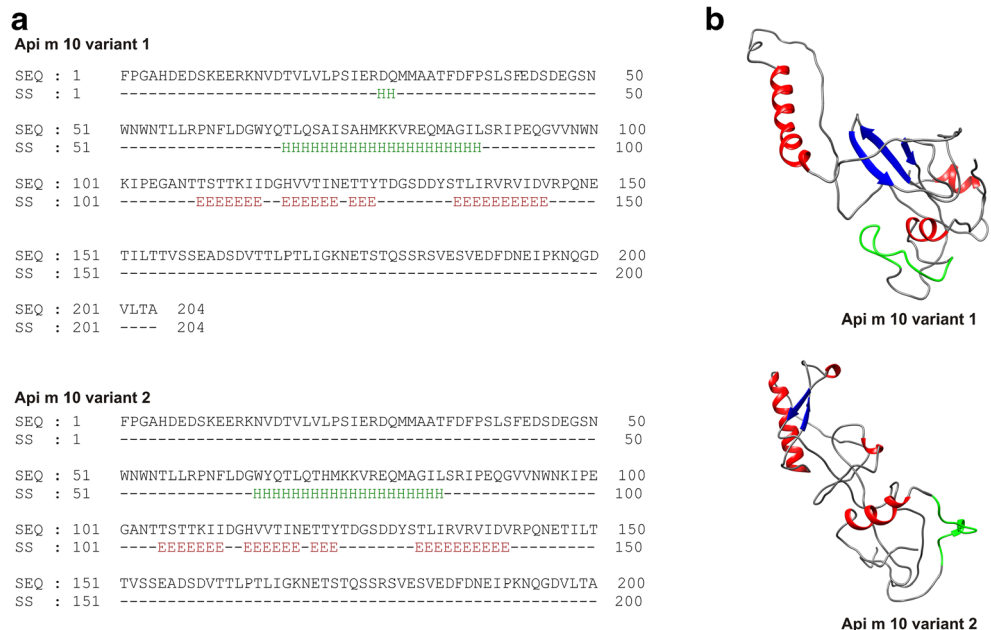 a
Api m 10 variant 1
SEQ : 1 FPGAHDEDSKEERKNVDTVLVLPSIERDQMMAATFDFPSLSFEDSDEGSN 50
SS : 1 ---------------------------HH--------------------- 50
SEQ : 51 WNWNTLLRPNFLDGWYQTLQSAISAHMKKVREQMAGILSRIPEQGVVNWN 100
SS : 51 -----------------HHHHHHHHHHHHHHHHHHHHH------------ 100
SEQ : 101 KIPEGANTTSTTKIIDGHVVTINETTYTDGSDDYSTLIRVRVIDVRPQNE 150
SS : 101 --------EEEEEEE--EEEEEE-EEE--------EEEEEEEEEE----- 150
SEQ : 151 TILTTVSSEADSDVTTLPTLIGKNETSTQSSRSVESVEDFDNEIPKNQGD 200
SS : 151 -------------------------------------------------- 200
SEQ : 201 VLTA 204
SS : 201 ---- 204
Api m 10 variant 2
SEQ : 1 FPGAHDEDSKEERKNVDTVLVLPSIERDQMMAATFDFPSLSFEDSDEGSN 50
SS : 1 -------------------------------------------------- 50
SEQ : 51 WNWNTLLRPNFLDGWYQTLQTHMKKVREQMAGILSRIPEQGVVNWNKIPE 100
SS : 51 --------------HHHHHHHHHHHHHHHHHHHH---------------- 100
SEQ : 101 GANTTSTTKIIDGHVVTINETTYTDGSDDYSTLIRVRVIDVRPQNETILT 150
SS : 101 ----EEEEEEE--EEEEEE-EEE--------EEEEEEEEEE--------- 150
SEQ : 151 TVSSEADSDVTTLPTLIGKNETSTQSSRSVESVEDFDNEIPKNQGDVLTA 200
SS : 151 -------------------------------------------------- 200
b
Api m 10 variant 1
Api m 10 variant 2